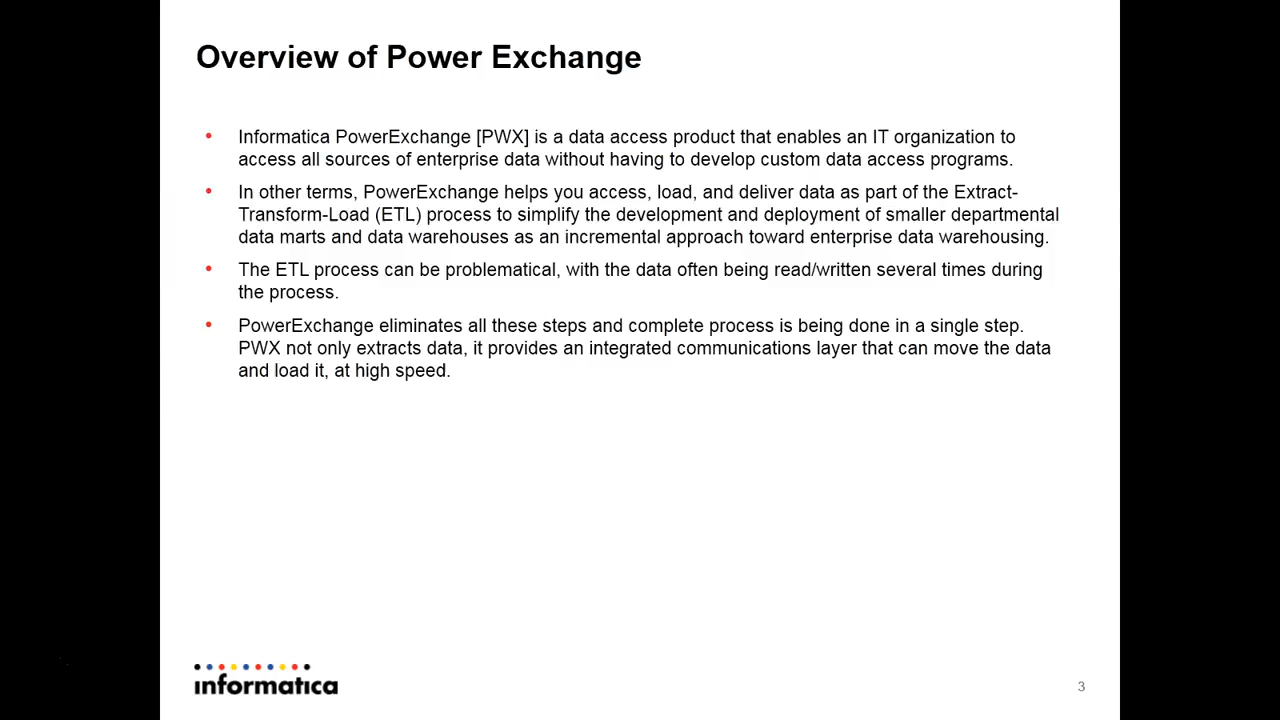 Overview of Power Exchange
• Informatica PowerExchange [PWX] is a data access product that enables an IT organization to
access all sources of enterprise data without having to develop custom data access programs.
• In other terms, PowerExchange helps you access, load, and deliver data as part of the Extract-
Transform-Load (ETL) process to simplify the development and deployment of smaller departmental
data marts and data warehouses as an incremental approach toward enterprise data warehousing.
• The ETL process can be problematical, with the data often being read/written several times during
the process.
• PowerExchange eliminates all these steps and complete process is being done in a single step.
PWX not only extracts data, it provides an integrated communications layer that can move the data
and load it, at high speed.
informatica
3